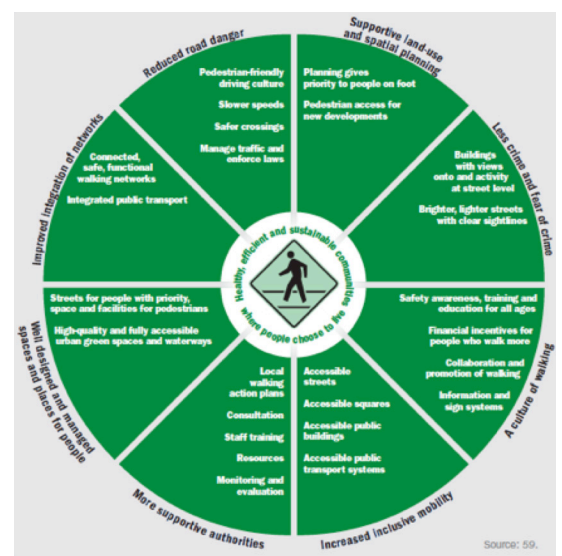 Reduced road danger
Pedestrian-friendly
driving culture
Slower speeds
Safer crossings
Manage traffic and
enforce laws
Supportive land-use
and spatial planning
Planning gives
priority to people on foot
Pedestrian access for
new developments
Less crime and fear of crime
Buildings
with views
onto and activity
at street level
Brighter, lighter streets
with clear sightlines
A culture of walking
Safety awareness, training and
education for all ages
Financial incentives for
people who walk more
Collaboration and
promotion of walking
Information and
sign systems
Increased inclusive mobility
Accessible
streets
Accessible squares
Accessible public
buildings
Accessible public
transport systems
More supportive authorities
Local
walking
action plans
Consultation
Staff training
Resources
Monitoring and
evaluation
Well designed and managed
spaces and places for people
Streets for people with priority,
space and facilities for pedestrians
High-quality and fully accessible
urban green spaces and waterways
Improved integration of networks
Connected,
safe, functional
walking networks
Integrated public transport
Healthy, efficient and sustainable communities
where people choose to live
Source: 59.